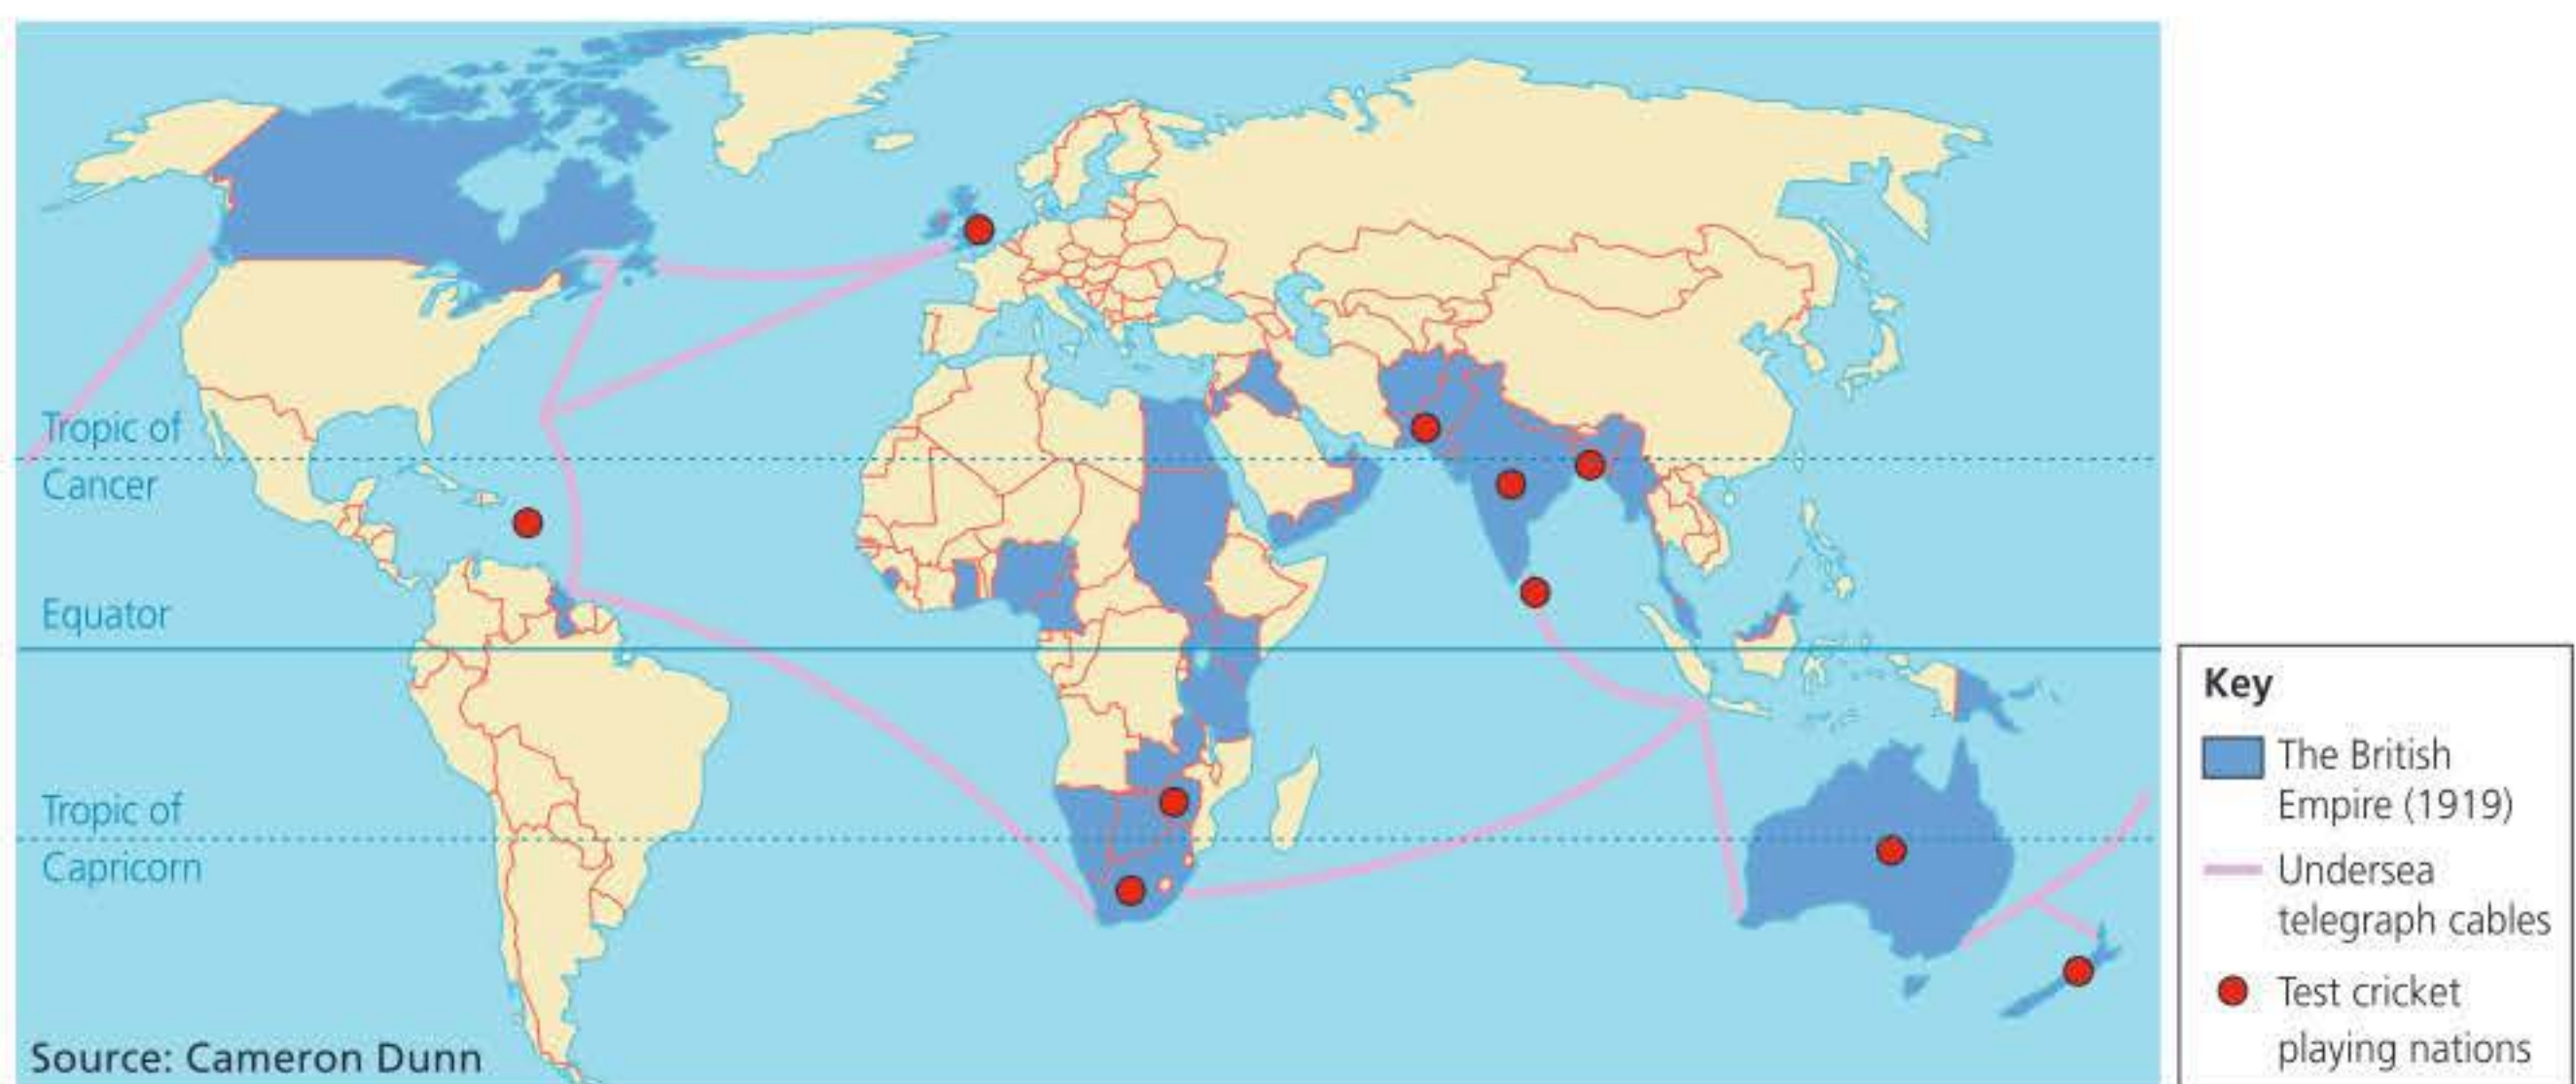 Tropic of
Cancer
Equator
Tropic of
Capricorn
Source: Cameron Dunn
Key
The British
Empire (1919)
Undersea
telegraph cables
Test cricket
playing nations